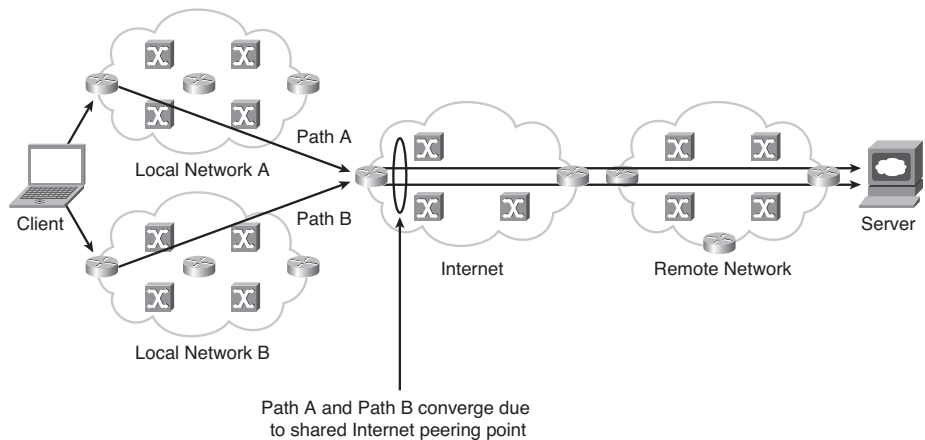 Path A
Local Network A
Client
Path B
Server
Internet
Remote Network
Local Network B
Path A and Path B converge due
to shared Internet peering point